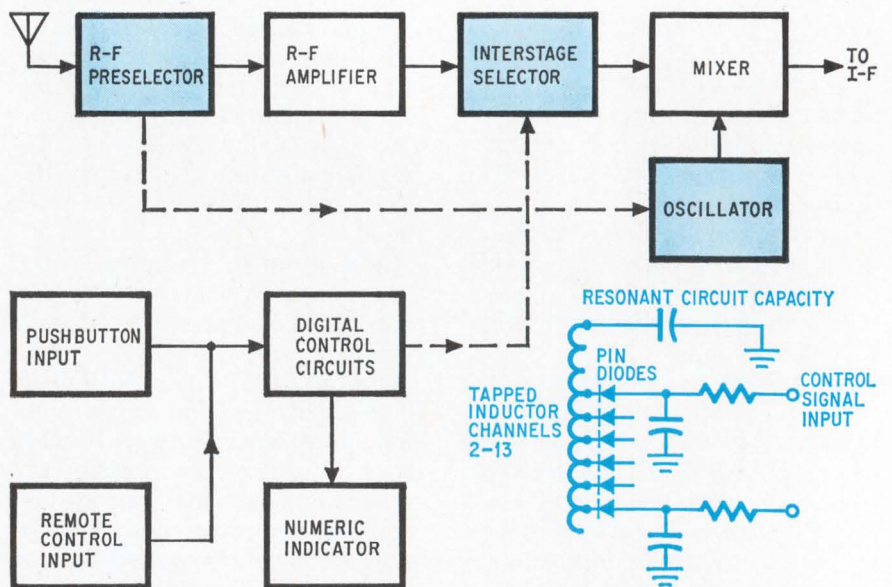 R-F
PRESELECTOR
R-F
AMPLIFIER
INTERSTAGE
SELECTOR
MIXER
TO
I-F
OSCILLATOR
PUSHBUTTON
INPUT
DIGITAL
CONTROL
CIRCUITS
REMOTE
CONTROL
INPUT
NUMERIC
INDICATOR
RESONANT CIRCUIT CAPACITY
PIN
DIODES
TAPPED
INDUCTOR
CHANNELS
2-13
CONTROL
SIGNAL
INPUT